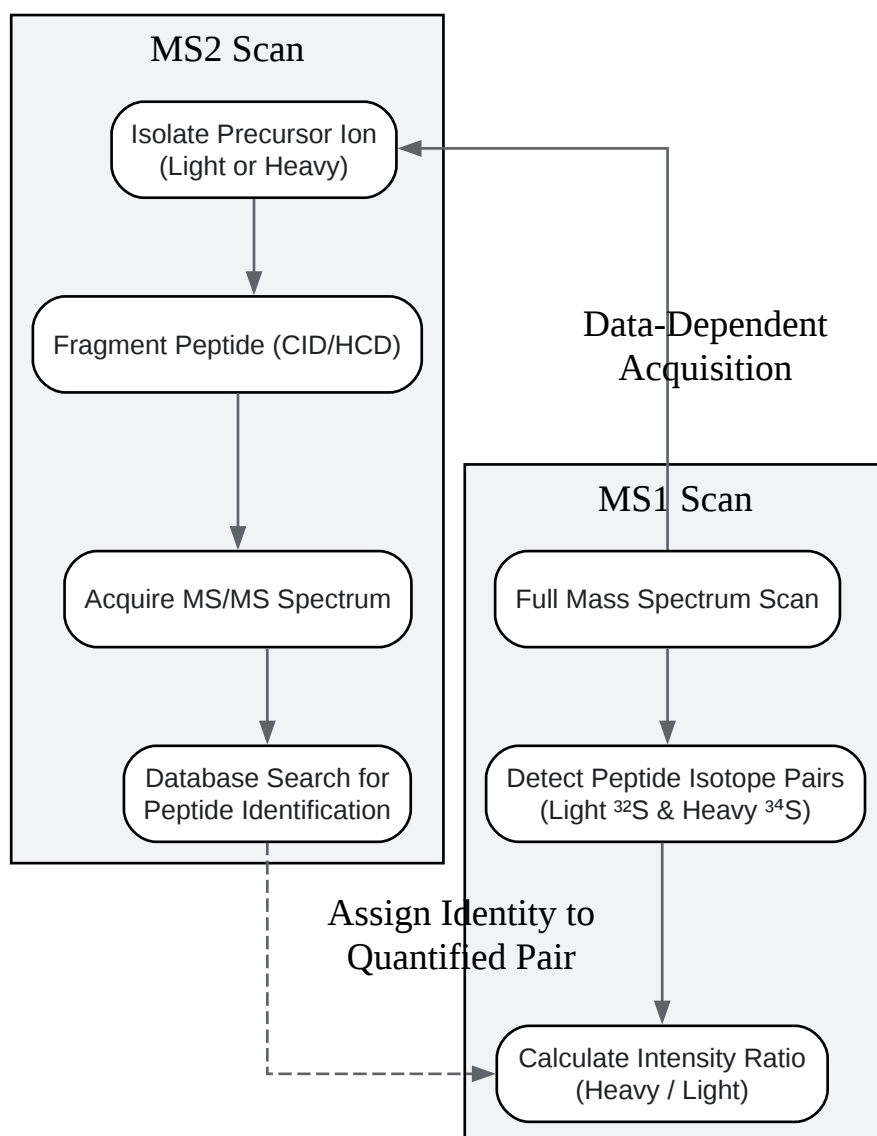 MS2 Scan
Isolate Precursor Ion
(Light or Heavy)
Fragment Peptide (CID/HCD)
Acquire MS/MS Spectrum
Database Search for
Peptide Identification
Data-Dependent
Acquisition
MS1 Scan
Full Mass Spectrum Scan
Detect Peptide Isotope Pairs
(Light ³²S & Heavy ³⁴S)
Assign Identity to
Quantified Pair
Calculate Intensity Ratio
(Heavy / Light)